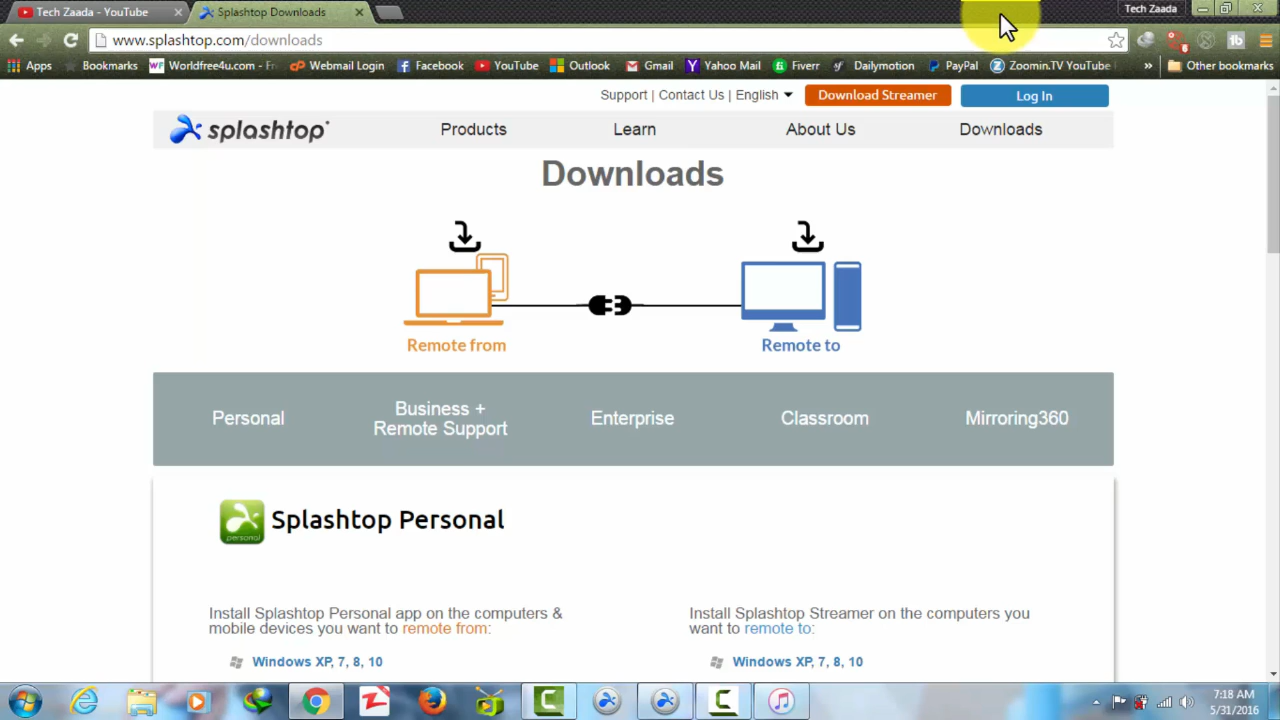 Tech Zaada - YouTube
Splashtop Downloads
Tech Zaada
www.splashtop.com/downloads
Apps
Bookmarks
Worldfree4u.com - Fr
Webmail Login
Facebook
YouTube
Outlook
Gmail
Yahoo Mail
Fiverr
Dailymotion
PayPal
Zoomin.TV YouTube
»
Other bookmarks
Support | Contact Us | English
Download Streamer
Log In
splashtop
Products
Learn
About Us
Downloads
Downloads
Remote from
Remote to
Personal
Business +
Remote Support
Enterprise
Classroom
Mirroring360
personal
Splashtop Personal
Install Splashtop Personal app on the computers &
mobile devices you want to remote from:
Windows XP, 7, 8, 10
Install Splashtop Streamer on the computers you
want to remote to:
Windows XP, 7, 8, 10
7:18 AM
5/31/2016